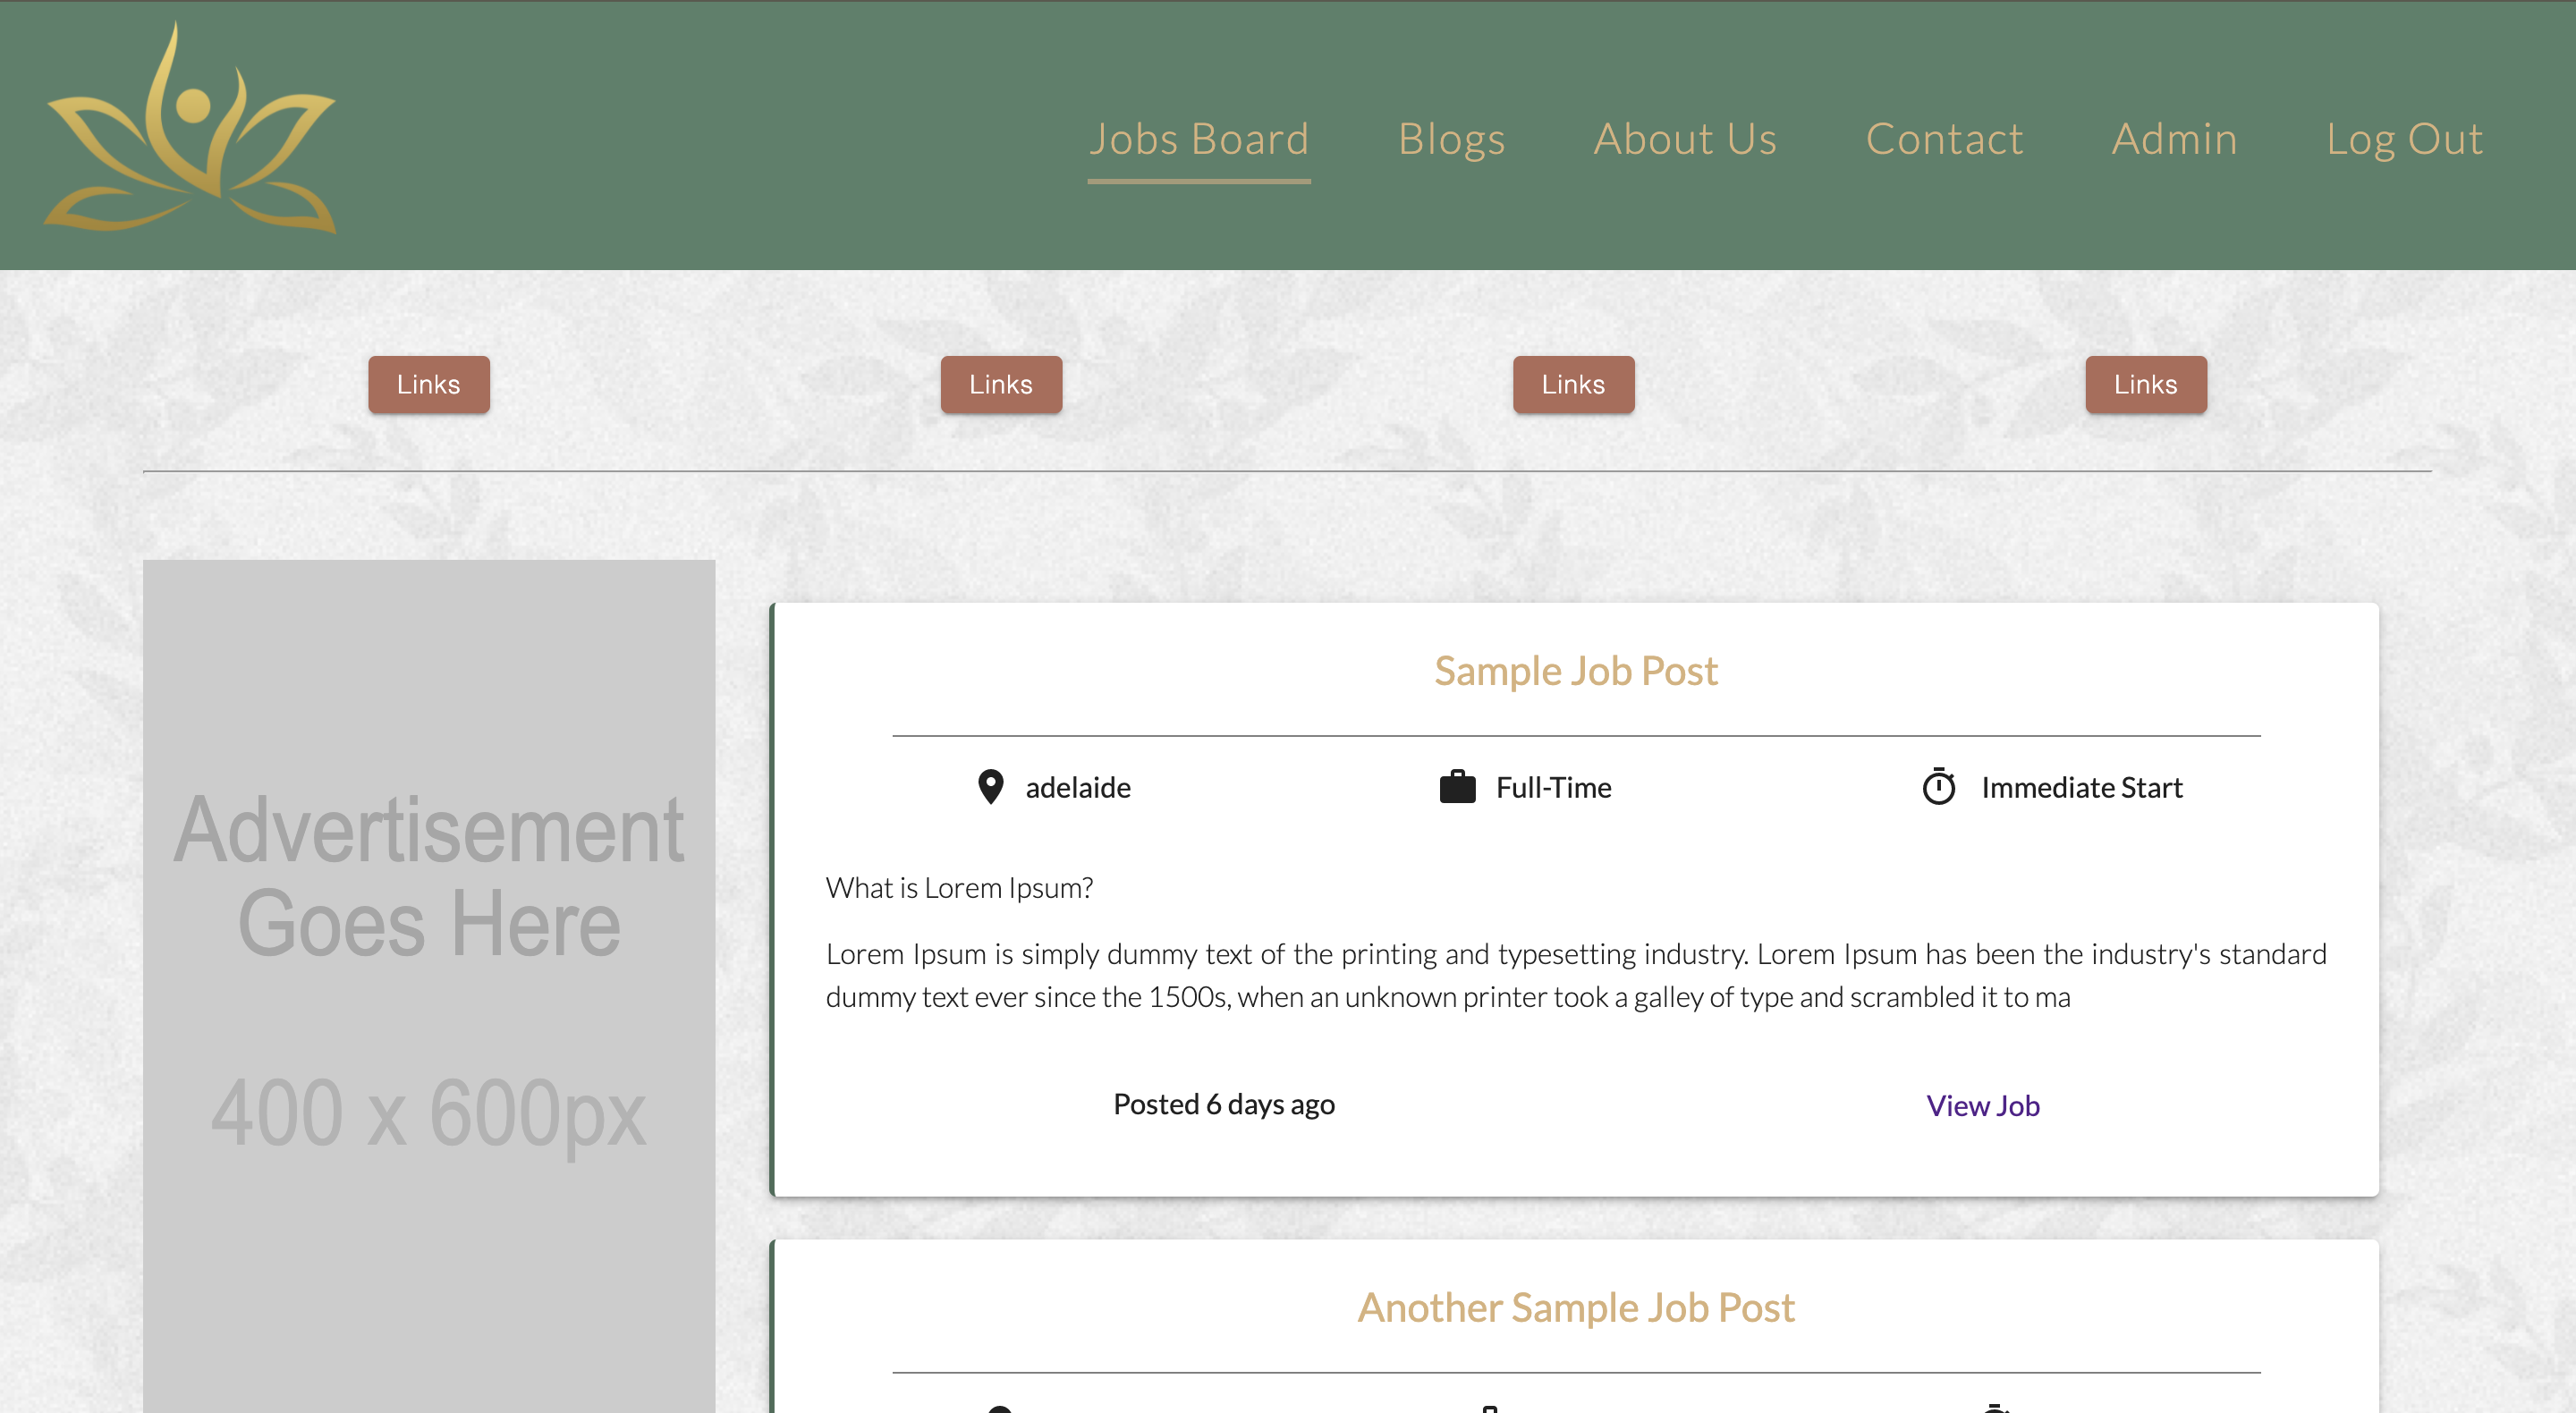 Jobs Board Blogs About Us Contact Admin Log Out
Links Links Links Links
Advertisement
Goes Here
400 x 600px
Sample Job Post
adelaide Full-Time Immediate Start
What is Lorem Ipsum?
Lorem Ipsum is simply dummy text of the printing and typesetting industry. Lorem Ipsum has been the industry's standard
dummy text ever since the 1500s, when an unknown printer took a galley of type and scrambled it to ma
Posted 6 days ago View Job
Another Sample Job Post